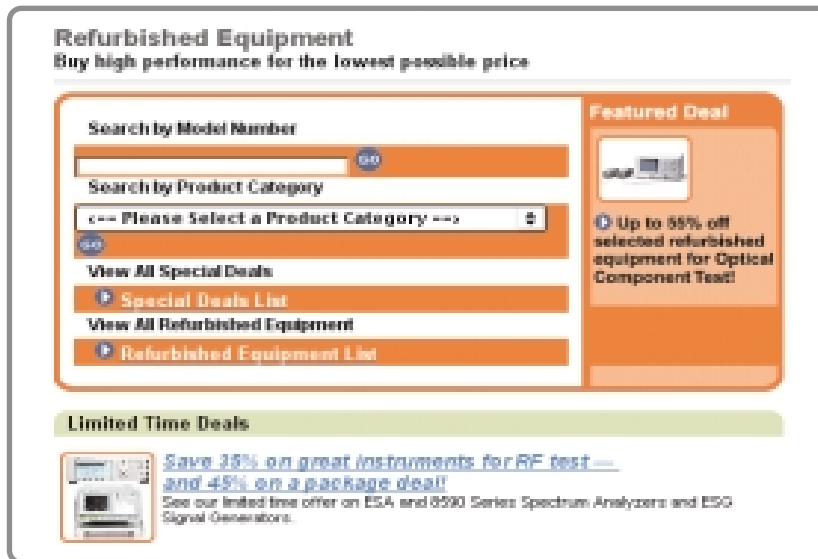 Refurbished Equipment
Buy high performance for the lowest possible price
Search by Model Number
GO
Search by Product Category
<-- Please Select a Product Category -->
GO
View All Special Deals
Special Deals List
View All Refurbished Equipment
Refurbished Equipment List
Featured Deal
Up to 55% off
selected refurbished
equipment for Optical
Component Test!
Limited Time Deals
Save 35% on great instruments for RF test —
and 45% on a package deal!
See our limited time offer on ESA and 8590 Series Spectrum Analyzers and ESG
Signal Generators.